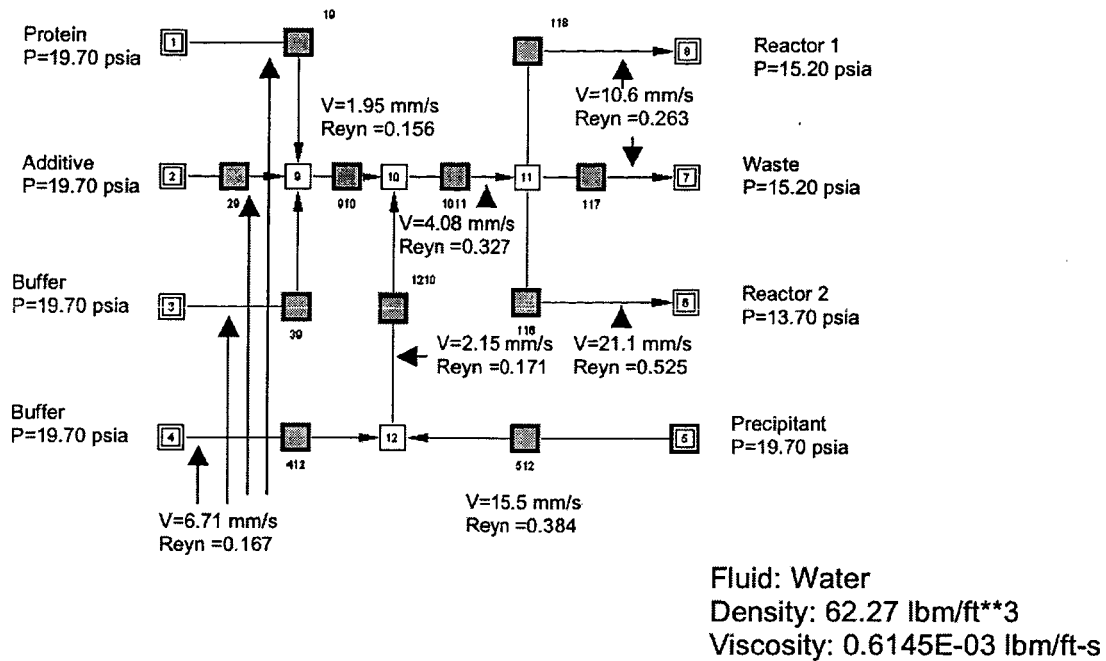 19
118
Protein
P=19.70 psia
1
8
Reactor 1
P=15.20 psia
V=1.95 mm/s
Reyn =0.156
V=10.6 mm/s
Reyn =0.263
Additive
P=19.70 psia
2
9
10
11
7
Waste
P=15.20 psia
29
910
1011
117
V=4.08 mm/s
Reyn =0.327
Buffer
P=19.70 psia
3
39
1210
116
6
Reactor 2
P=13.70 psia
V=2.15 mm/s
Reyn =0.171
V=21.1 mm/s
Reyn =0.525
Buffer
P=19.70 psia
4
12
5
Precipitant
P=19.70 psia
412
512
V=6.71 mm/s
Reyn =0.167
V=15.5 mm/s
Reyn =0.384
Fluid: Water
Density: 62.27 lbm/ft**3
Viscosity: 0.6145E-03 lbm/ft-s